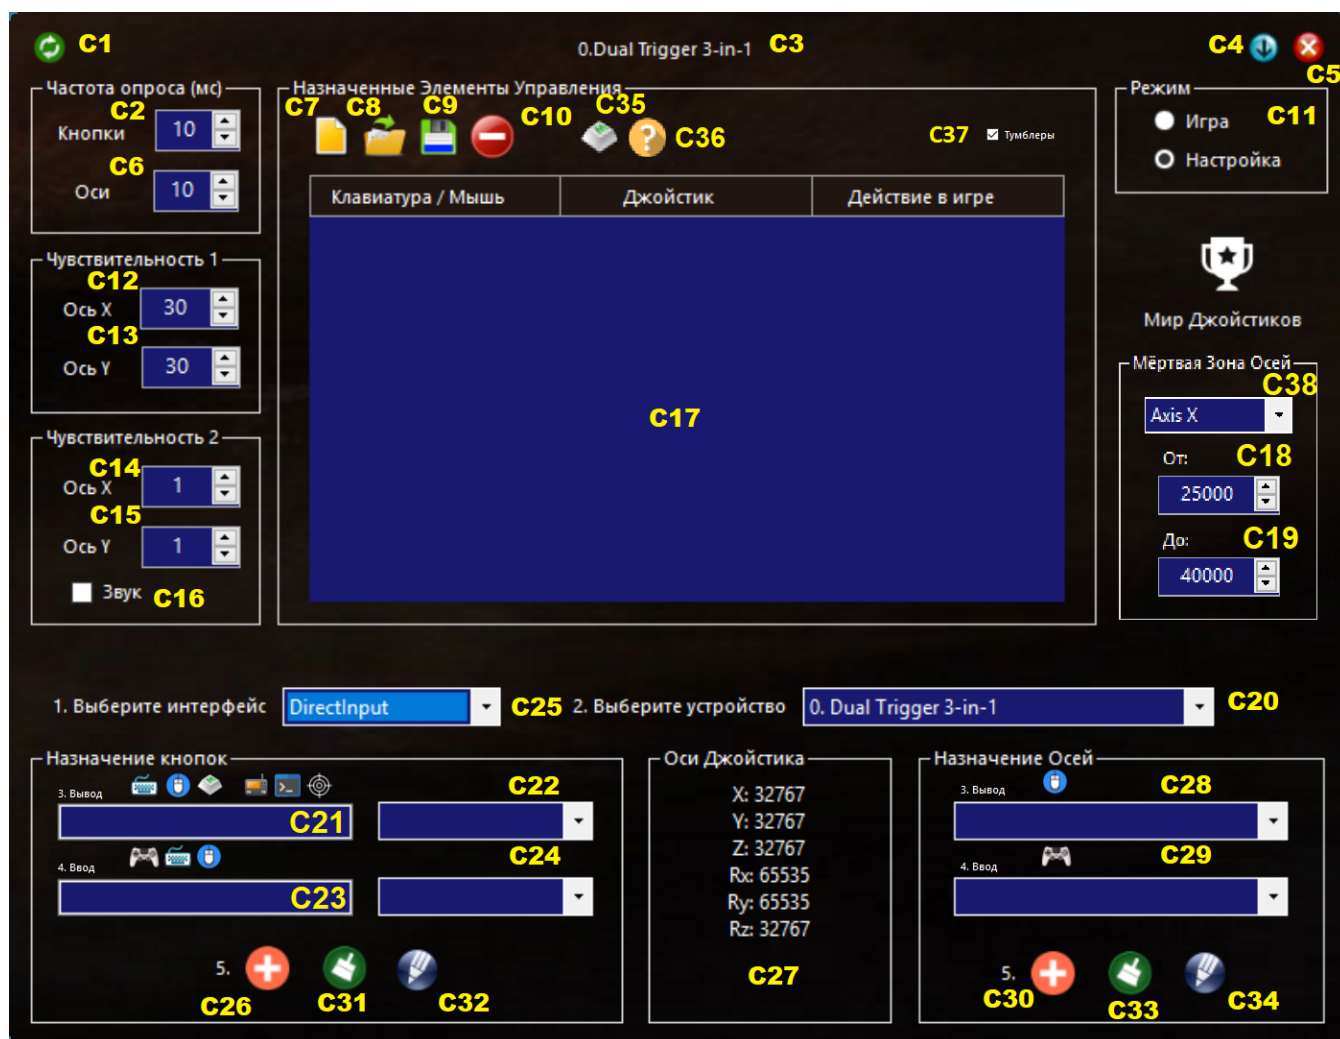 C1
0.Dual Trigger 3-in-1 C3
C4
C5
Частота опроса (мс)
C2
Кнопки 10
C6
Оси 10
Назначенные Элементы Управления
C7 C8 C9 C10 C35 C36
C37 Тумблеры
Клавиатура / Мышь Джойстик Действие в игре
C17
Режим
Игра C11
Настройка
Мир Джойстиков
Чувствительность 1
C12
Ось X 30
C13
Ось Y 30
Чувствительность 2
C14
Ось X 1
C15
Ось Y 1
Звук C16
Мёртвая Зона Осей
C38
Axis X
От: C18
25000
До: C19
40000
1. Выберите интерфейс DirectInput C25 2. Выберите устройство 0. Dual Trigger 3-in-1 C20
Назначение кнопок
3. Вывод C22
C21
4. Ввод C24
C23
5.
C26 C31 C32
Оси Джойстика
X: 32767
Y: 32767
Z: 32767
Rx: 65535
Ry: 65535
Rz: 32767
C27
Назначение Осей
3. Вывод C28
4. Ввод C29
5.
C30 C33 C34